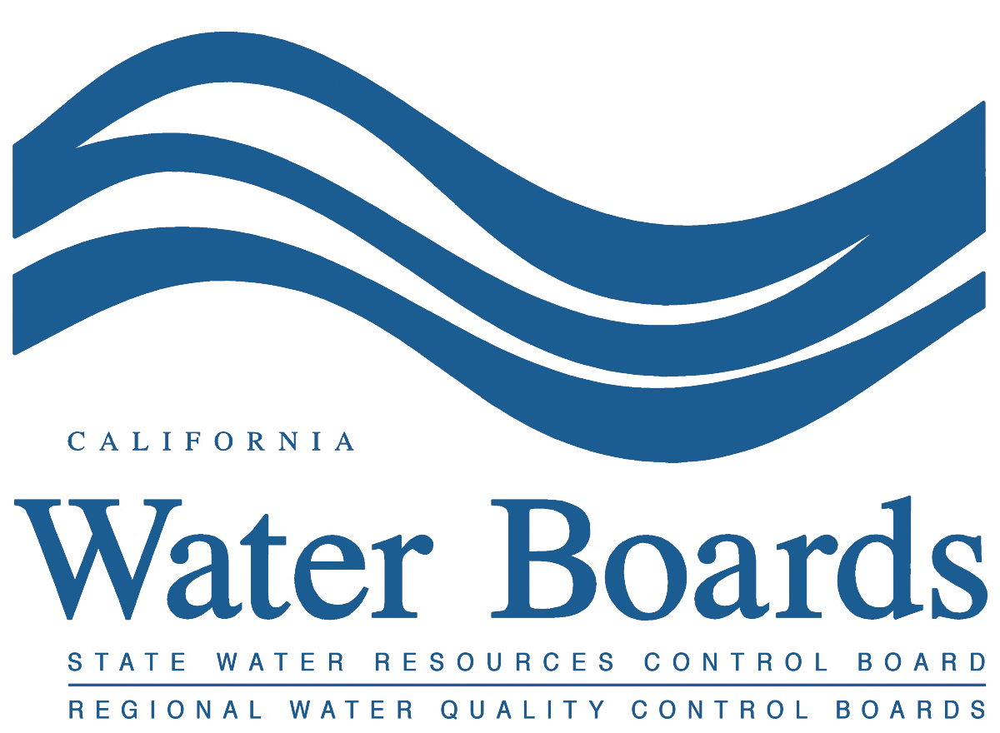 CALIFORNIA
Water Boards
STATE WATER RESOURCES CONTROL BOARD
REGIONAL WATER QUALITY CONTROL BOARDS